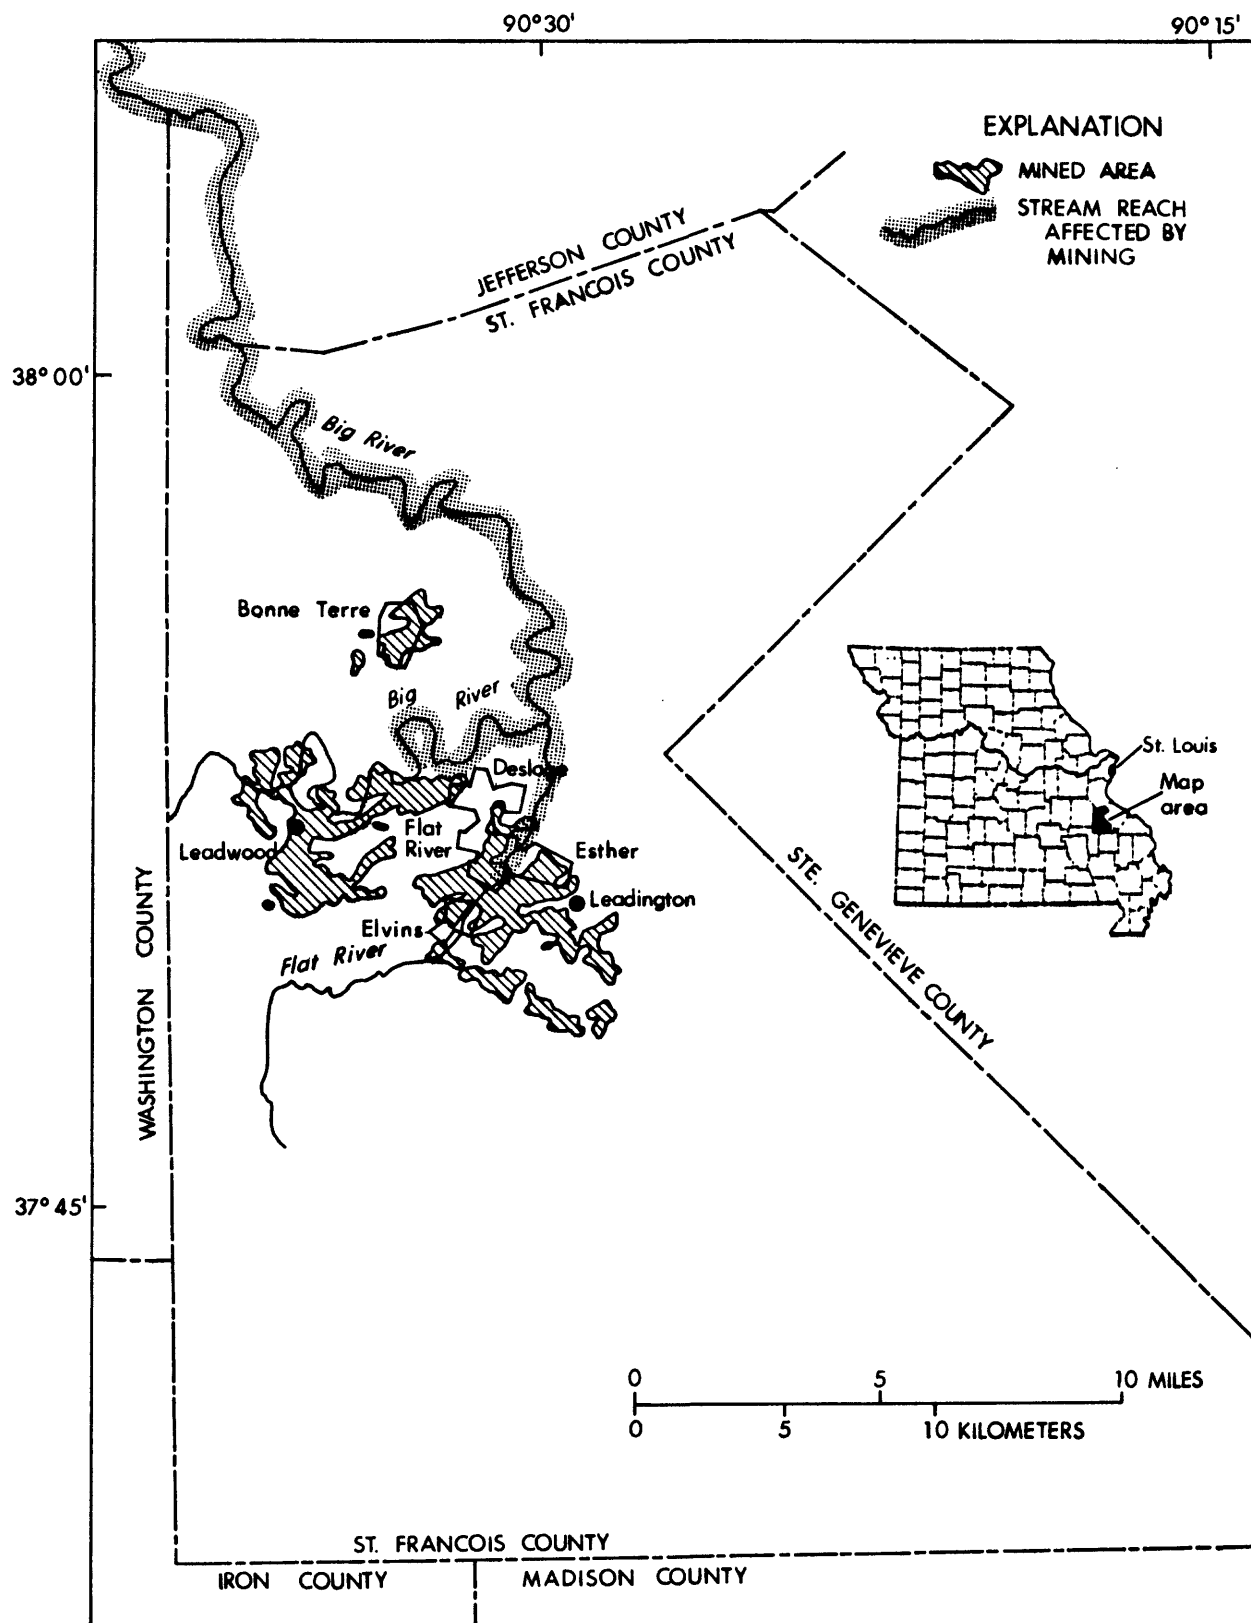 90°30'
90°15'
EXPLANATION
MINED AREA
STREAM REACH
AFFECTED BY
MINING
JEFFERSON COUNTY
ST. FRANCOIS COUNTY
38°00'
Big River
Bonne Terre
Big River
St. Louis
Map
area
Desloge
Flat
River
Leadwood
Esther
Leadington
Elvins
Flat River
STE. GENEVIEVE COUNTY
WASHINGTON COUNTY
37°45'
0 5 10 MILES
0 5 10 KILOMETERS
ST. FRANCOIS COUNTY
IRON COUNTY
MADISON COUNTY